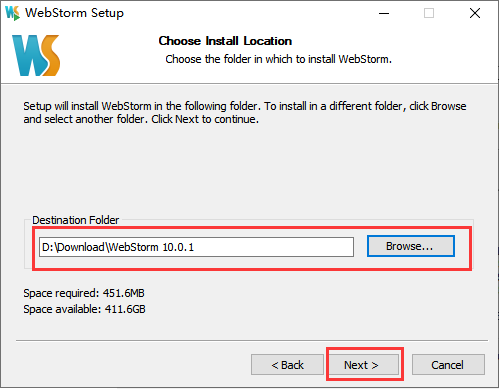 WebStorm Setup
WS
Choose Install Location
Choose the folder in which to install WebStorm.
Setup will install WebStorm in the following folder. To install in a different folder, click Browse
and select another folder. Click Next to continue.
Destination Folder
D:\Download\WebStorm 10.0.1
Browse...
Space required: 451.6MB
Space available: 411.6GB
< Back
Next >
Cancel